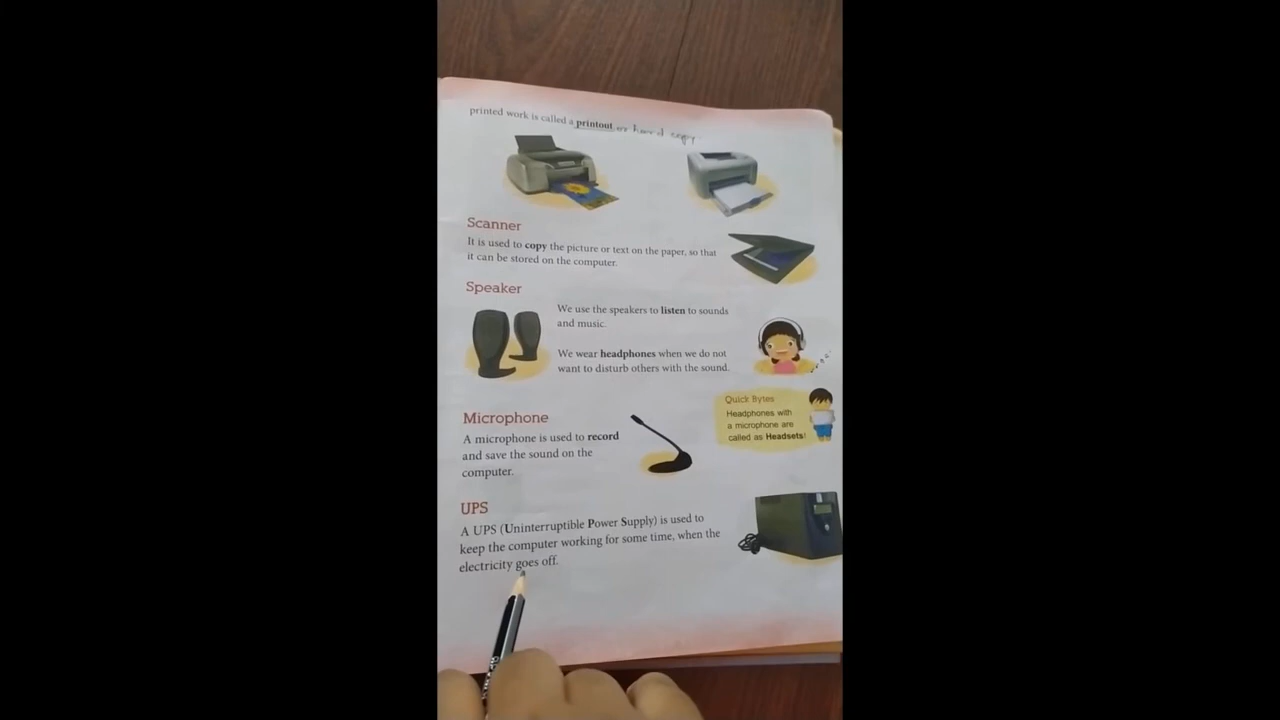 printed work is called a printout or hard copy
Scanner
It is used to copy the picture or text on the paper, so that
it can be stored on the computer.
Speaker
We use the speakers to listen to sounds
and music.
We wear headphones when we do not
want to disturb others with the sound.
Quick Bytes
Headphones with
a microphone are
called as Headsets!
Microphone
A microphone is used to record
and save the sound on the
computer.
UPS
A UPS (Uninterruptible Power Supply) is used to
keep the computer working for some time, when the
electricity goes off.